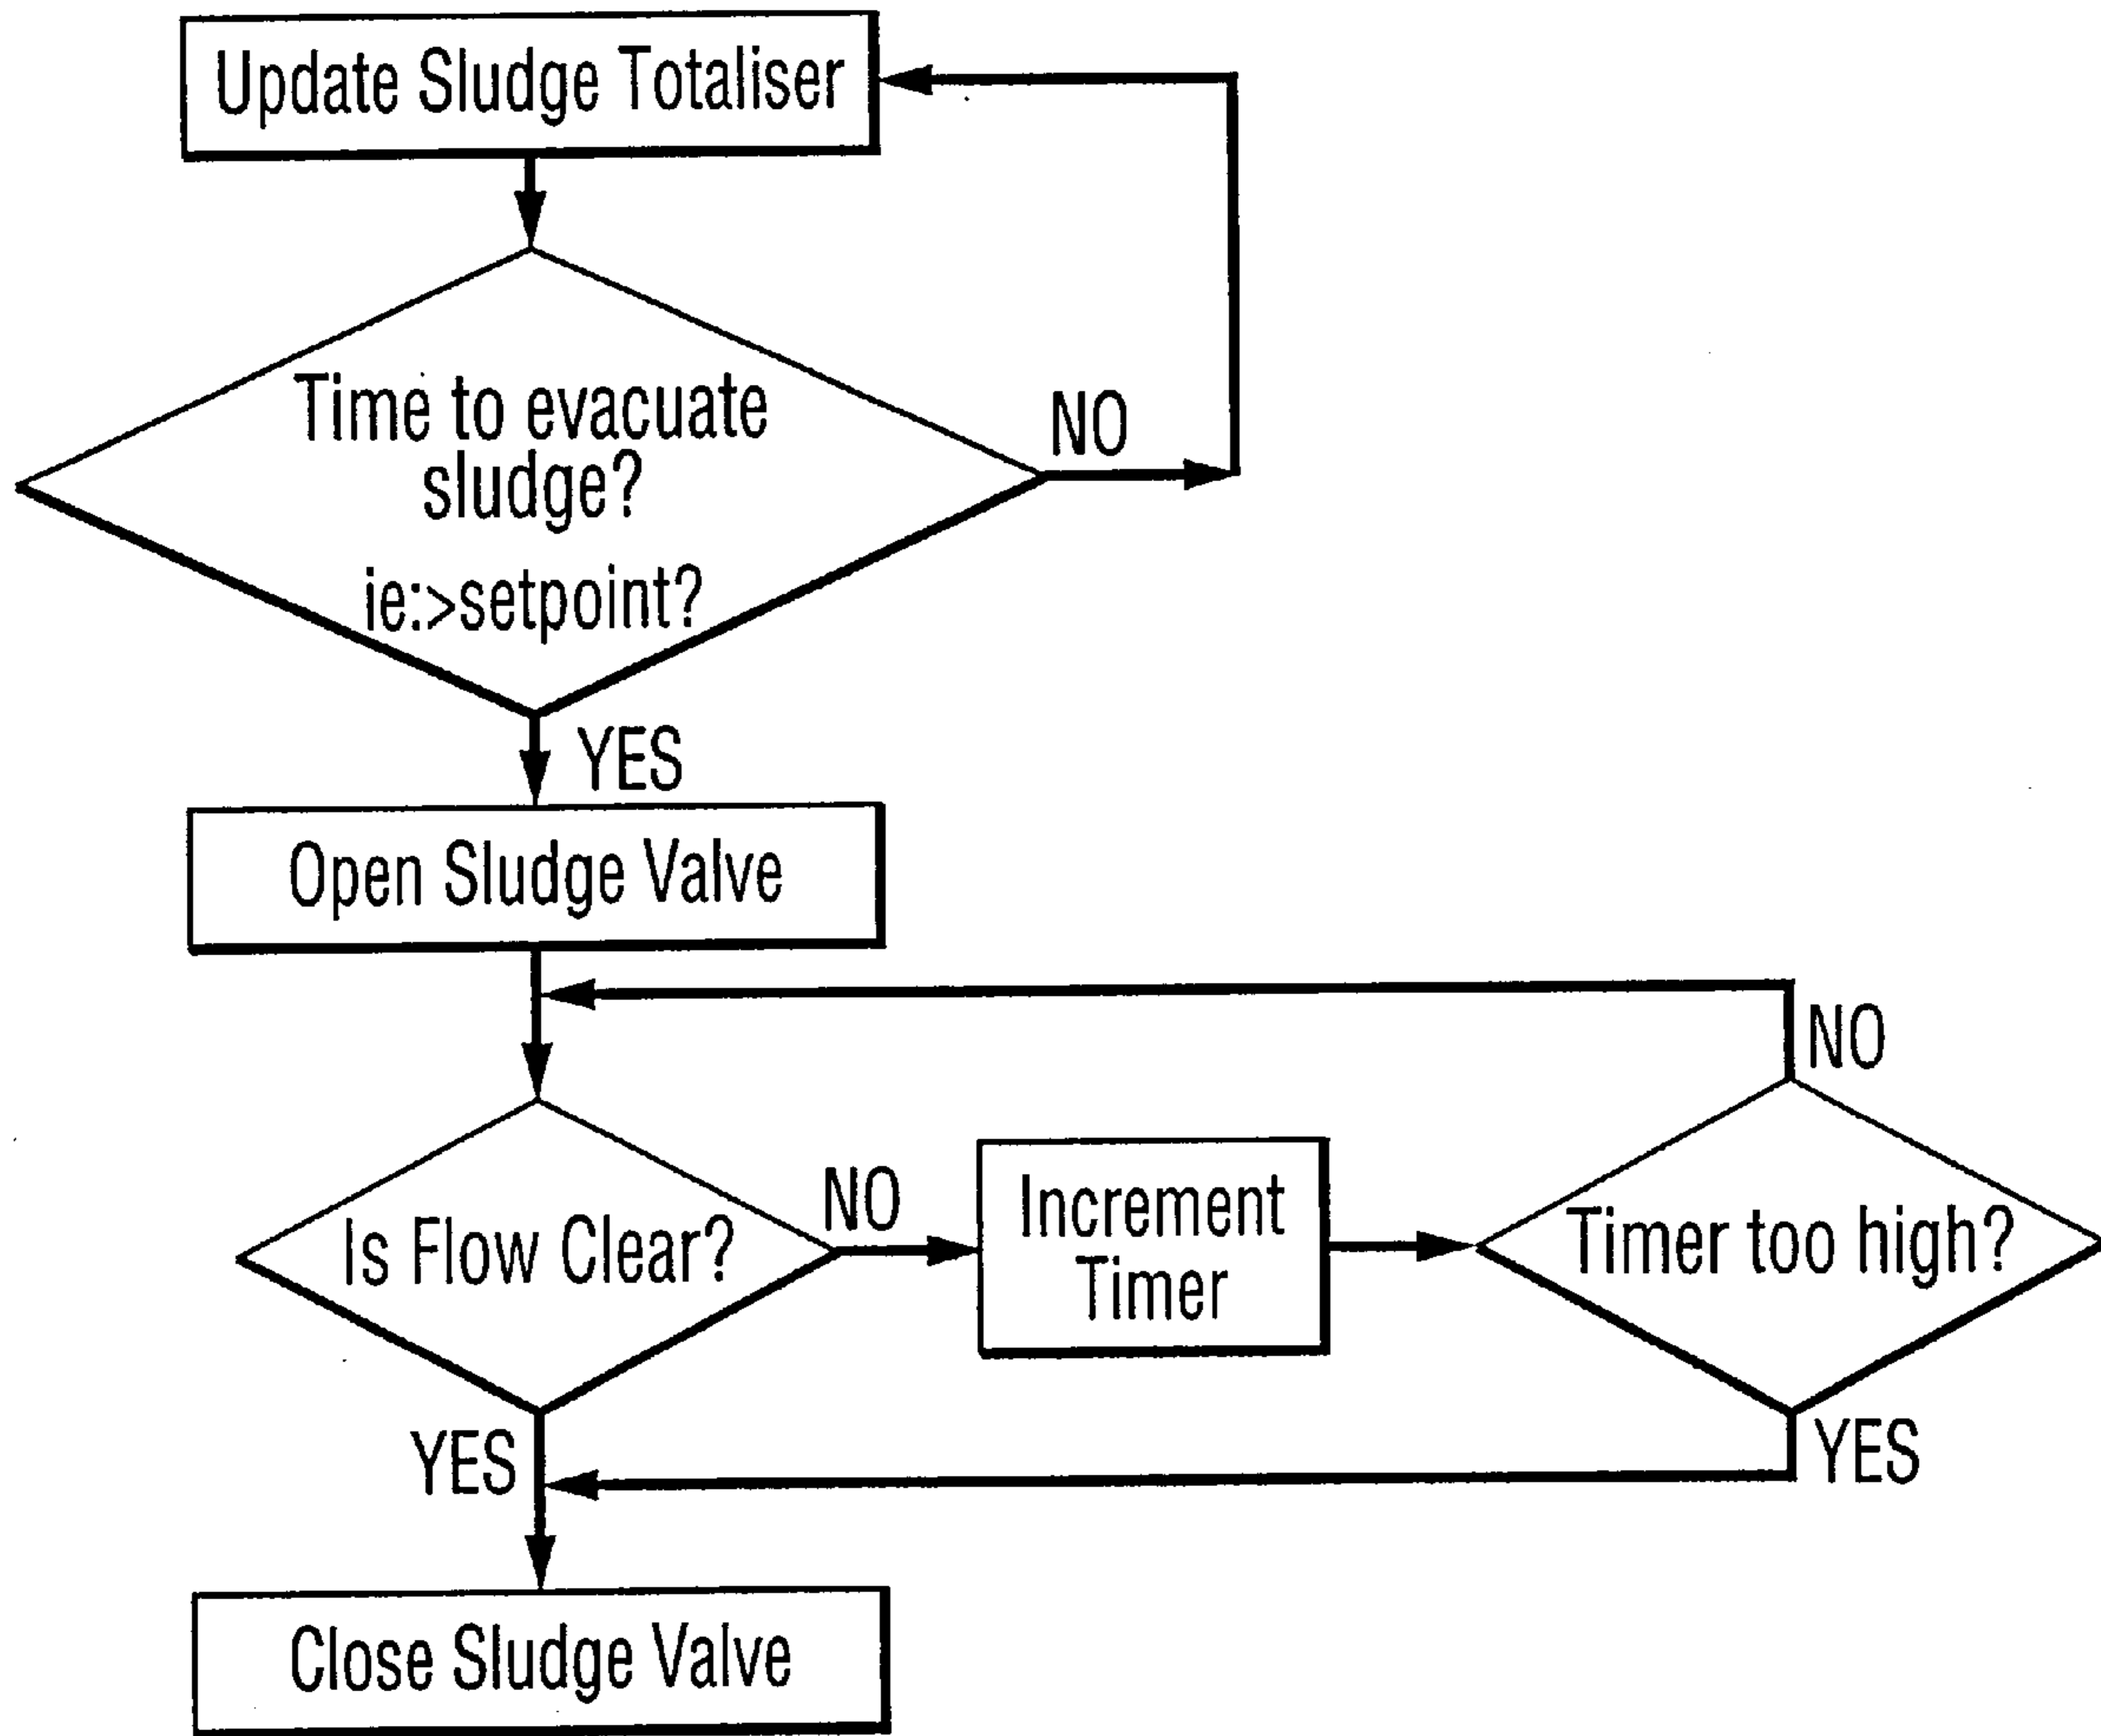 Update Sludge Totaliser
Time to evacuate
sludge?
ie:>setpoint?
NO
YES
Open Sludge Valve
NO
Is Flow Clear?
NO
Increment
Timer
Timer too high?
YES
YES
Close Sludge Valve